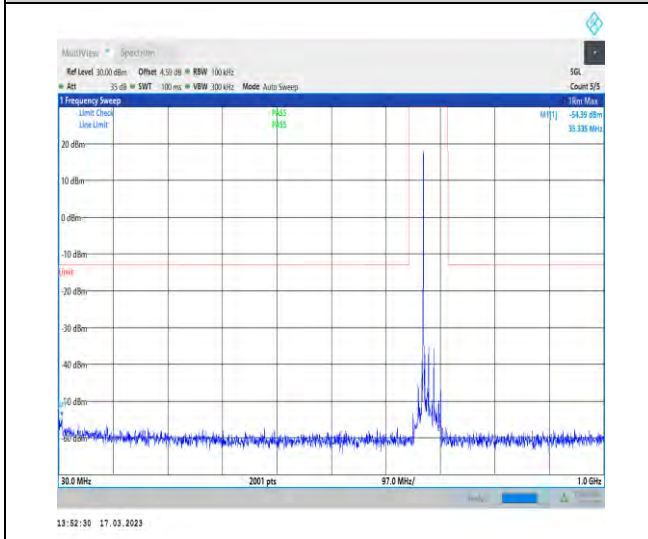 MultiView Spectrum
Ref Level 30.00 dBm Offset 4.59 dB RBW 100 kHz SGL
Att 35 dB SWT 100 ms VBW 300 kHz Mode Auto Sweep Count 5/5
1 Frequency Sweep 1Rm Max
Limit Check PASS M1[1] -54.39 dBm
Line Limit PASS 35.335 MHz
20 dBm
10 dBm
0 dBm
-10 dBm
Limit
-20 dBm
-30 dBm
-40 dBm
-60 dBm
30.0 MHz 2001 pts 97.0 MHz/ 1.0 GHz
13:52:30 17.03.2023